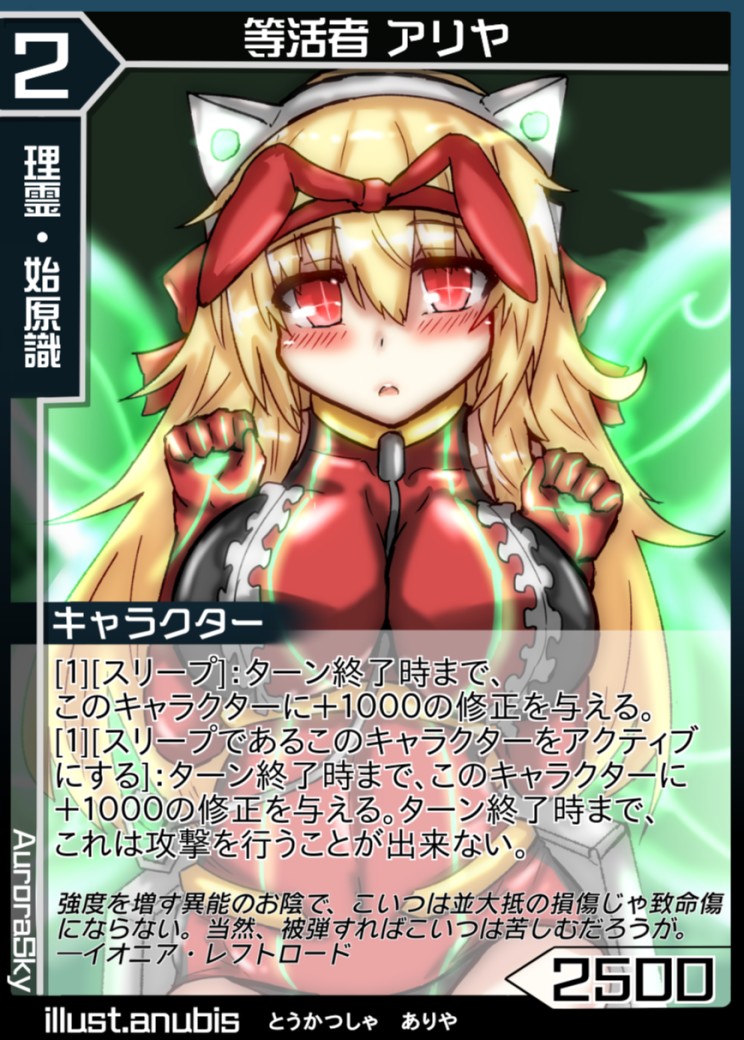 等活者 アリヤ
2
理霊・始原識
キャラクター
[1][スリープ]:ターン終了時まで、
このキャラクターに+1000の修正を与える。
[1][スリープであるこのキャラクターをアクティブ
にする]:ターン終了時まで、このキャラクターに
+1000の修正を与える。ターン終了時まで、
これは攻撃を行うことが出来ない。
強度を増す異能のお陰で、こいつは並大抵の損傷じゃ致命傷
にならない。当然、被弾すればこいつは苦しむだろうが。
―イオニア・レフトロード
AuroraSky
2500
illust.anubis とうかつしゃ ありや